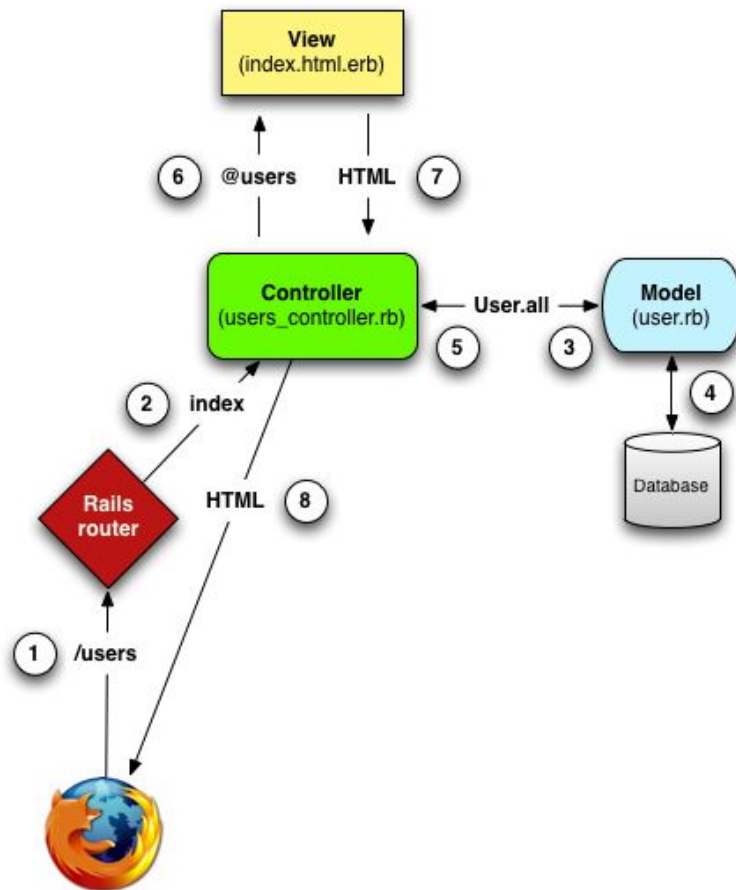 View
(index.html.erb)
6 @users HTML 7
Controller
(users_controller.rb)
User.all
Model
(user.rb)
5 3
4
2 index
Database
Rails
router
HTML 8
1 /users